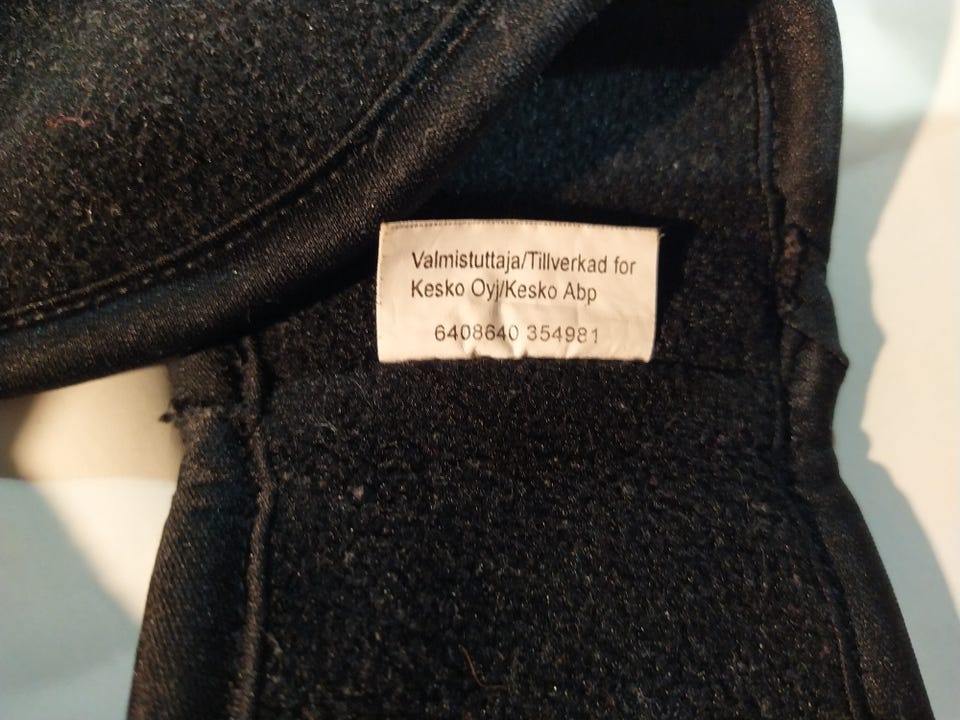 Valmistuttaja/Tillverkad for
Kesko Oyj/Kesko Abp
6408640 354981